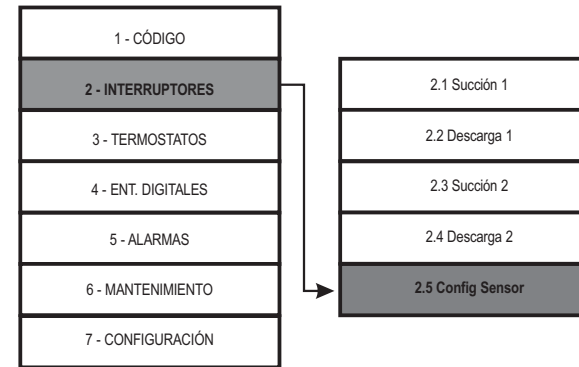 1 - CÓDIGO
2 - INTERRUPTORES
3 - TERMOSTATOS
4 - ENT. DIGITALES
5 - ALARMAS
6 - MANTENIMIENTO
7 - CONFIGURACIÓN
2.1 Succión 1
2.2 Descarga 1
2.3 Succión 2
2.4 Descarga 2
2.5 Config Sensor